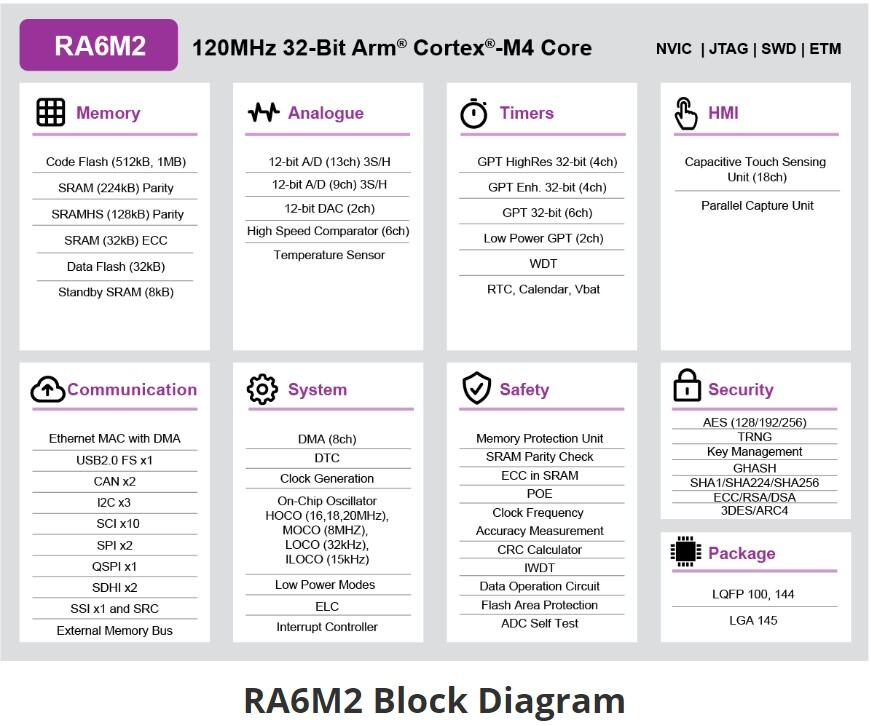 RA6M2
120MHz 32-Bit Arm® Cortex®-M4 Core
NVIC | JTAG | SWD | ETM
Memory
Code Flash (512kB, 1MB)
SRAM (224kB) Parity
SRAMHS (128kB) Parity
SRAM (32kB) ECC
Data Flash (32kB)
Standby SRAM (8kB)
Analogue
12-bit A/D (13ch) 3S/H
12-bit A/D (9ch) 3S/H
12-bit DAC (2ch)
High Speed Comparator (6ch)
Temperature Sensor
Timers
GPT HighRes 32-bit (4ch)
GPT Enh. 32-bit (4ch)
GPT 32-bit (6ch)
Low Power GPT (2ch)
WDT
RTC, Calendar, Vbat
HMI
Capacitive Touch Sensing
Unit (18ch)
Parallel Capture Unit
Communication
Ethernet MAC with DMA
USB2.0 FS x1
CAN x2
I2C x3
SCI x10
SPI x2
QSPI x1
SDHI x2
SSI x1 and SRC
External Memory Bus
System
DMA (8ch)
DTC
Clock Generation
On-Chip Oscillator
HOCO (16,18,20MHz),
MOCO (8MHZ),
LOCO (32kHz),
ILOCO (15kHz)
Low Power Modes
ELC
Interrupt Controller
Safety
Memory Protection Unit
SRAM Parity Check
ECC in SRAM
POE
Clock Frequency
Accuracy Measurement
CRC Calculator
IWDT
Data Operation Circuit
Flash Area Protection
ADC Self Test
Security
AES (128/192/256)
TRNG
Key Management
GHASH
SHA1/SHA224/SHA256
ECC/RSA/DSA
3DES/ARC4
Package
LQFP 100, 144
LGA 145
RA6M2 Block Diagram